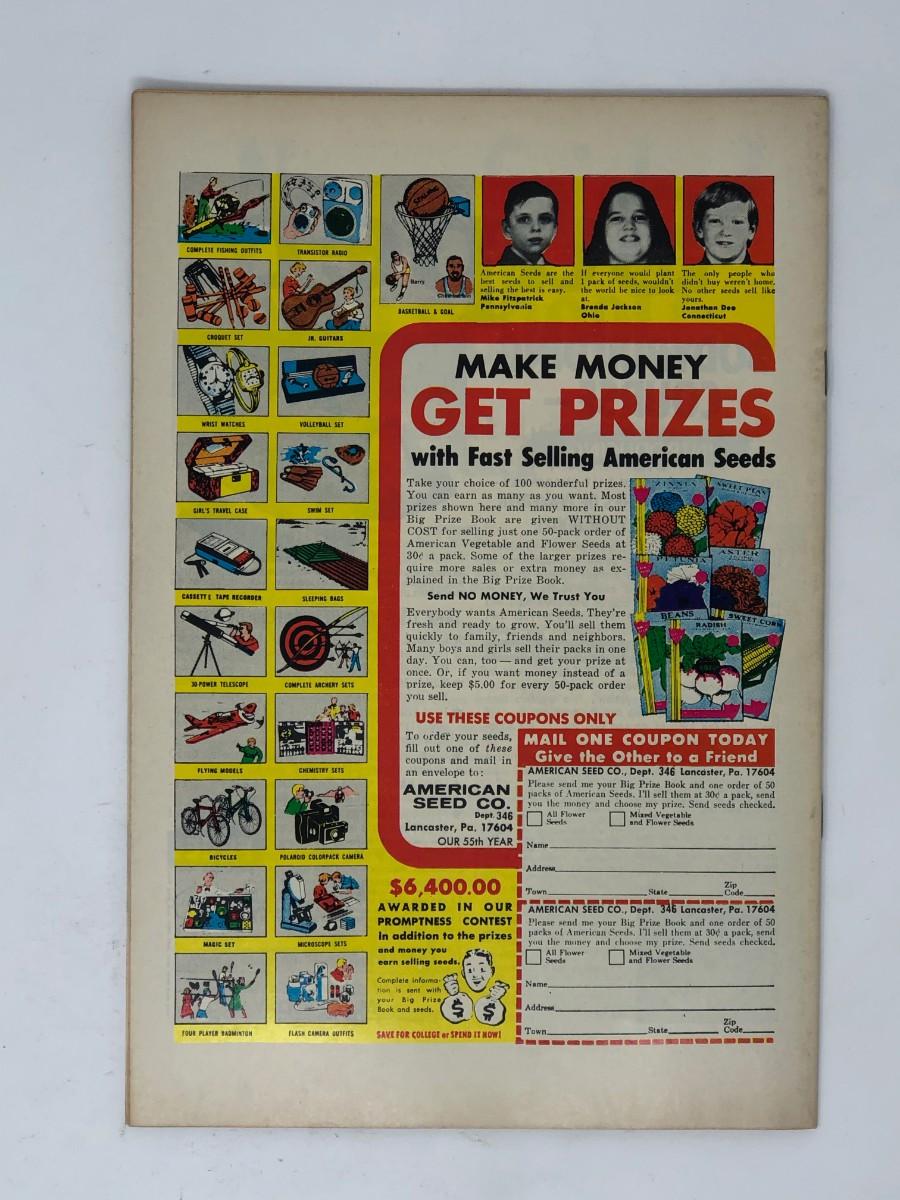 COMPLETE FISHING OUTFITS
TRANSISTOR RADIO
CROQUET SET
JR. GUITARS
WRIST WATCHES
VOLLEYBALL SET
GIRL'S TRAVEL CASE
SWIM SET
CASSETTE TAPE RECORDER
SLEEPING BAGS
30-POWER TELESCOPE
COMPLETE ARCHERY SETS
FLYING MODELS
CHEMISTRY SETS
BICYCLES
POLAROID COLORPACK CAMERA
MAGIC SET
MICROSCOPE SETS
FOUR PLAYER BADMINTON
FLASH CAMERA OUTFITS
SPALDING
Barry
Chamberlain
BASKETBALL & GOAL
American Seeds are the
best seeds to sell and
selling the best is easy.
Mike Fitzpatrick
Pennsylvania
If everyone would plant
1 pack of seeds, wouldn't
the world be nice to look
at.
Brenda Jackson
Ohio
The only people who
didn't buy weren't home.
No other seeds sell like
yours.
Jonathan Dee
Connecticut
MAKE MONEY
GET PRIZES
with Fast Selling American Seeds
Take your choice of 100 wonderful prizes.
You can earn as many as you want. Most
prizes shown here and many more in our
Big Prize Book are given WITHOUT
COST for selling just one 50-pack order of
American Vegetable and Flower Seeds at
30¢ a pack. Some of the larger prizes re-
quire more sales or extra money as ex-
plained in the Big Prize Book.
Send NO MONEY, We Trust You
Everybody wants American Seeds. They're
fresh and ready to grow. You'll sell them
quickly to family, friends and neighbors.
Many boys and girls sell their packs in one
day. You can, too — and get your prize at
once. Or, if you want money instead of a
prize, keep $5.00 for every 50-pack order
you sell.
ZINNIA
SWEET PEAS
PETUNIA
ASTER
BEANS
RADISH
SWEET CORN
USE THESE COUPONS ONLY
To order your seeds,
fill out one of these
coupons and mail in
an envelope to:
AMERICAN
SEED CO.
Dept. 346
Lancaster, Pa. 17604
OUR 55th YEAR
MAIL ONE COUPON TODAY
Give the Other to a Friend
AMERICAN SEED CO., Dept. 346 Lancaster, Pa. 17604
Please send me your Big Prize Book and one order of 50
packs of American Seeds. I'll sell them at 30¢ a pack, send
you the money and choose my prize. Send seeds checked.
All Flower Seeds
Mixed Vegetable and Flower Seeds
Name
Address
Town State Zip Code
AMERICAN SEED CO., Dept. 346 Lancaster, Pa. 17604
Please send me your Big Prize Book and one order of 50
packs of American Seeds. I'll sell them at 30¢ a pack, send
you the money and choose my prize. Send seeds checked.
All Flower Seeds
Mixed Vegetable and Flower Seeds
Name
Address
Town State Zip Code
$6,400.00
AWARDED IN OUR
PROMPTNESS CONTEST
in addition to the prizes
and money you
earn selling seeds.
Complete informa-
tion is sent with
your Big Prize
Book and seeds.
$ $
SAVE FOR COLLEGE or SPEND IT NOW!